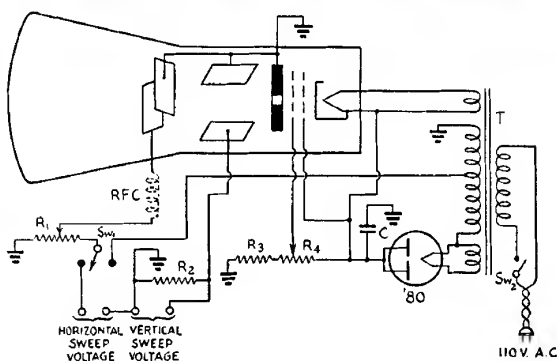 T
RFC
R1
Sw1
R3
R4
C
R2
'80
Sw2
HORIZONTAL
SWEEP
VOLTAGE
VERTICAL
SWEEP
VOLTAGE
110 V. A.C.